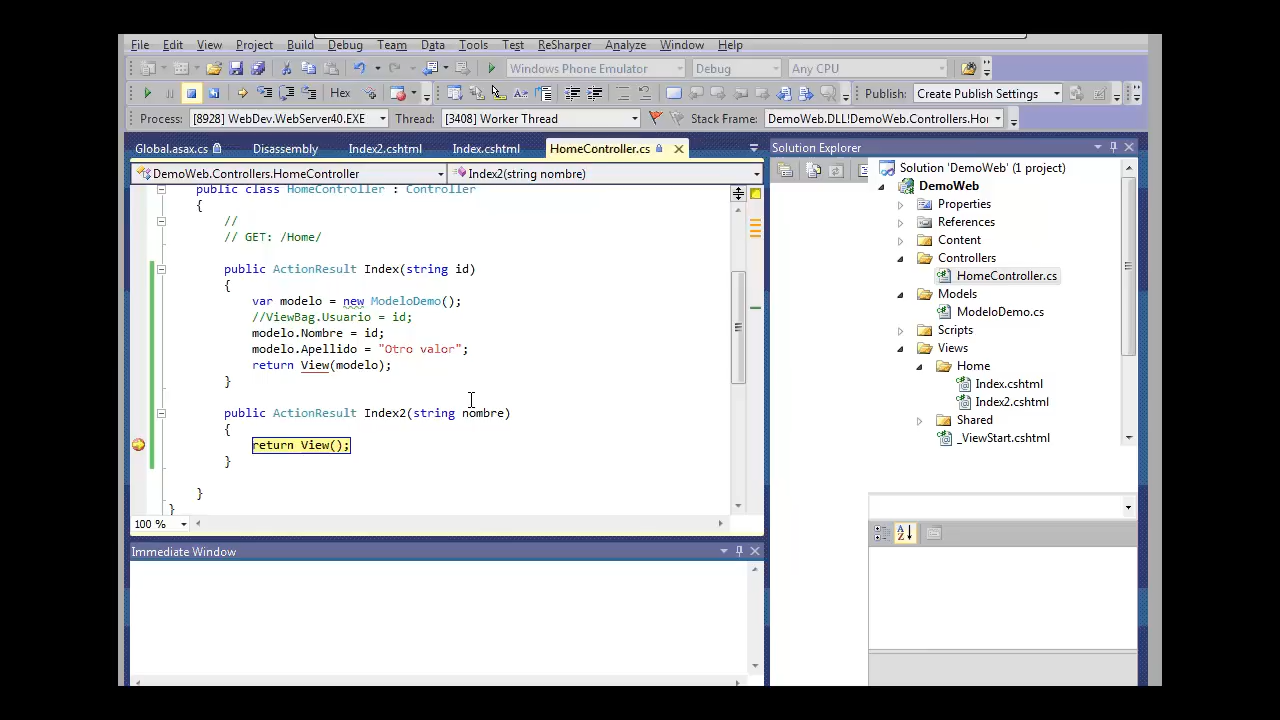 File Edit View Project Build Debug Team Data Tools Test ReSharper Analyze Window Help
Windows Phone Emulator Debug Any CPU
Hex Publish: Create Publish Settings
Process: [8928] WebDev.WebServer40.EXE Thread: [3408] Worker Thread Stack Frame: DemoWeb.DLL!DemoWeb.Controllers.Hor
Global.asax.cs Disassembly Index2.cshtml Index.cshtml HomeController.cs
DemoWeb.Controllers.HomeController Index2(string nombre)
public class HomeController : Controller
{
//
// GET: /Home/
public ActionResult Index(string id)
{
var modelo = new ModeloDemo();
//ViewBag.Usuario = id;
modelo.Nombre = id;
modelo.Apellido = "Otro valor";
return View(modelo);
}
public ActionResult Index2(string nombre)
{
return View();
}
}
}
100 %
Immediate Window
Solution Explorer
Solution 'DemoWeb' (1 project)
DemoWeb
Properties
References
Content
Controllers
HomeController.cs
Models
ModeloDemo.cs
Scripts
Views
Home
Index.cshtml
Index2.cshtml
Shared
_ViewStart.cshtml